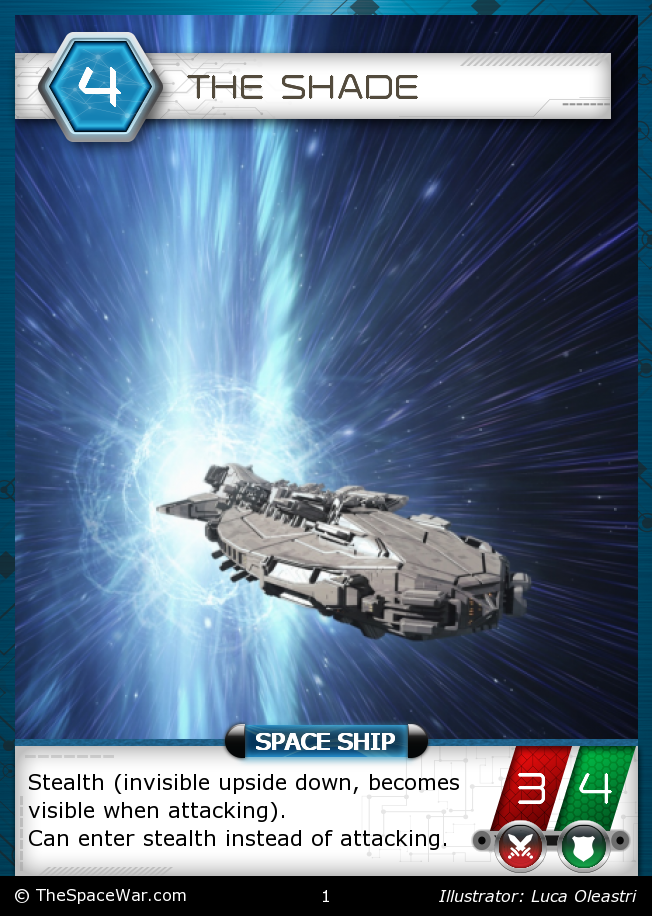 4
THE SHADE
SPACE SHIP
Stealth (invisible upside down, becomes
visible when attacking).
Can enter stealth instead of attacking.
3 4
© TheSpaceWar.com 1 Illustrator: Luca Oleastri